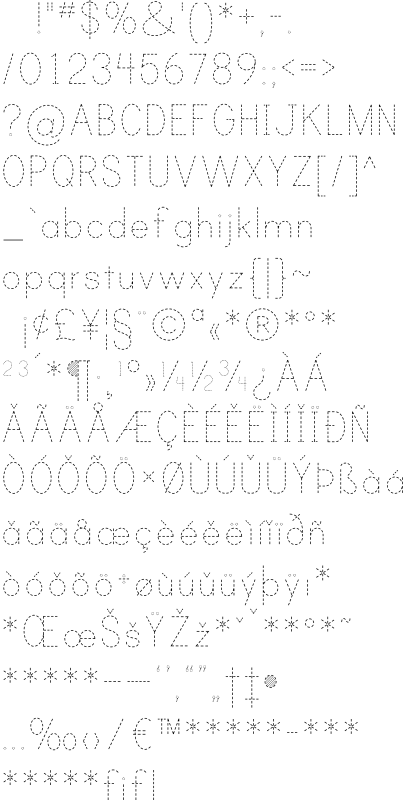 !"#$%&'()*+,-.
/0123456789:;<=>
?@ABCDEFGHIJKLMN
OPQRSTUVWXYZ[/]^
_`abcdefghijklmn
opqrstuvwxyz{|}~
¡¢£¥¦§¨©ª«*®*°*
²³´*¶·¸¹º»¼½¾¿ÀÁ
ÂÃÄÅÆÇÈÉÊËÌÍÎÏÐÑ
ÒÓÔÕÖ×ØÙÚÛÜÝÞßàá
âãäåæçèéêëìíîïðñ
òóôõö÷øùúûüýþÿı*
*ŒœŠšŸŽž*ˆˇ**°*~
*****–—‘’‚“”„†‡•
…‰‹›/€™*****-***
*****fifl